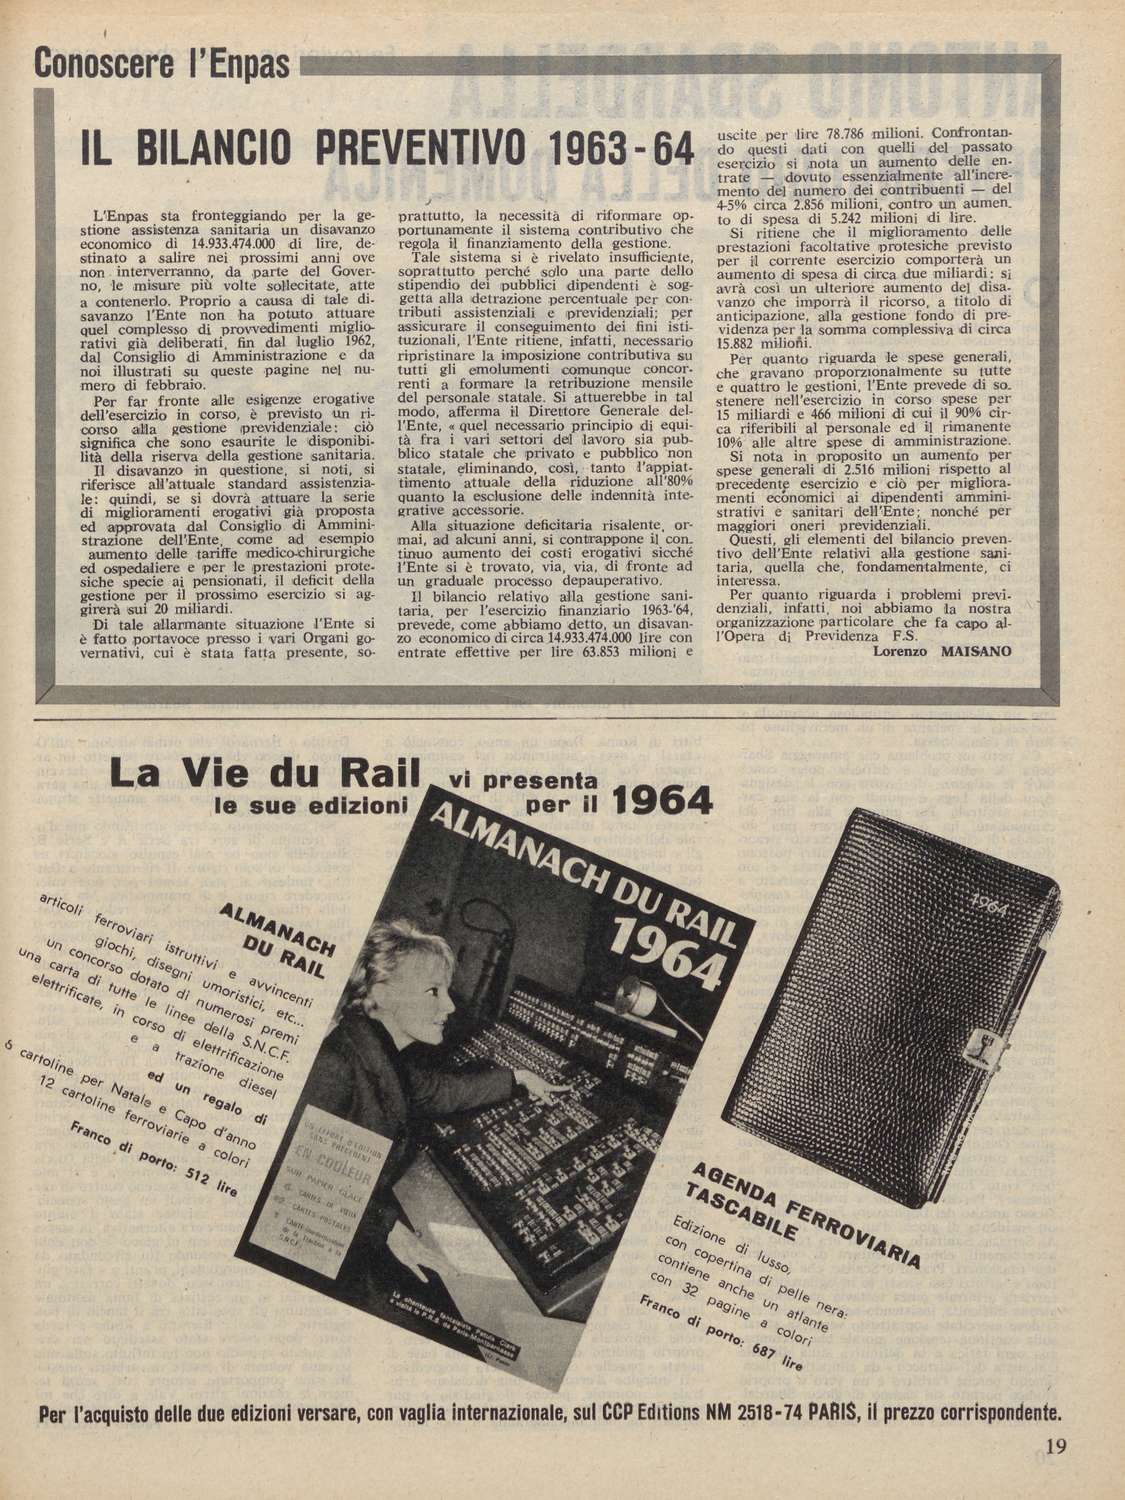 Conoscere l'Enpas
IL BILANCIO PREVENTIVO 1963-64
L'Enpas sta fronteggiando per la ge-
stione assistenza sanitaria un disavanzo
economico di 14.933.474.000 di lire, de-
stinato a salire nei prossimi anni ove
non interverranno, da parte del Gover-
no, le misure più volte sollecitate, atte
a contenerlo. Proprio a causa di tale di-
savanzo l'Ente non ha potuto attuare
quel complesso di provvedimenti miglio-
rativi già deliberati, fin dal luglio 1962,
dal Consiglio di Amministrazione e da
noi illustrati su queste pagine nel nu-
mero di febbraio.
Per far fronte alle esigenze erogative
dell'esercizio in corso, è previsto un ri-
corso alla gestione previdenziale: ciò
significa che sono esaurite le disponibi-
lità della riserva della gestione sanitaria.
Il disavanzo in questione, si noti, si
riferisce all'attuale standard assistenzia-
le: quindi, se si dovrà attuare la serie
di miglioramenti erogativi già proposta
ed approvata dal Consiglio di Ammini-
strazione dell'Ente, come ad esempio
aumento delle tariffe medico-chirurgiche
ed ospedaliere e per le prestazioni prote-
siche specie ai pensionati, il deficit della
gestione per il prossimo esercizio si ag-
girerà sui 20 miliardi.
Di tale allarmante situazione l'Ente si
è fatto portavoce presso i vari Organi go-
vernativi, cui è stata fatta presente, so-
prattutto, la necessità di riformare op-
portunamente il sistema contributivo che
regola il finanziamento della gestione.
Tale sistema si è rivelato insufficiente,
soprattutto perché solo una parte dello
stipendio dei pubblici dipendenti è sog-
getta alla detrazione percentuale per con-
tributi assistenziali e previdenziali; per
assicurare il conseguimento dei fini isti-
tuzionali, l'Ente ritiene, infatti, necessario
ripristinare la imposizione contributiva su
tutti gli emolumenti comunque concor-
renti a formare la retribuzione mensile
del personale statale. Si attuerebbe in tal
modo, afferma il Direttore Generale del-
l'Ente, « quel necessario principio di equi-
tà fra i vari settori del lavoro sia pub-
blico statale che privato e pubblico non
statale, eliminando, così, tanto l'appiat-
timento attuale della riduzione all'80%
quanto la esclusione delle indennità inte-
grative accessorie.
Alla situazione deficitaria risalente, or-
mai, ad alcuni anni, si contrappone il con-
tinuo aumento dei costi erogativi sicché
l'Ente si è trovato, via, via, di fronte ad
un graduale processo depauperativo.
Il bilancio relativo alla gestione sani-
taria, per l'esercizio finanziario 1963-'64,
prevede, come abbiamo detto, un disavan-
zo economico di circa 14.933.474.000 lire con
entrate effettive per lire 63.853 milioni e
uscite per lire 78.786 milioni. Confrontan-
do questi dati con quelli del passato
esercizio si nota un aumento delle en-
trate — dovuto essenzialmente all'incre-
mento del numero dei contribuenti — del
4-5% circa 2.856 milioni, contro un aumen.
to di spesa di 5.242 milioni di lire.
Si ritiene che il miglioramento delle
prestazioni facoltative protesiche previsto
per il corrente esercizio comporterà un
aumento di spesa di circa due miliardi: si
avrà così un ulteriore aumento del disa-
vanzo che imporrà il ricorso, a titolo di
anticipazione, alla gestione fondo di pre-
videnza per la somma complessiva di circa
15.882 milioni.
Per quanto riguarda le spese generali,
che gravano proporzionalmente su tutte
e quattro le gestioni, l'Ente prevede di so.
stenere nell'esercizio in corso spese per
15 miliardi e 466 milioni di cui il 90% cir-
ca riferibili al personale ed il rimanente
10% alle altre spese di amministrazione.
Si nota in proposito un aumento per
spese generali di 2.516 milioni rispetto al
precedente esercizio e ciò per migliora-
menti economici ai dipendenti ammini-
strativi e sanitari dell'Ente; nonché per
maggiori oneri previdenziali.
Questi, gli elementi del bilancio preven-
tivo dell'Ente relativi alla gestione sani-
taria, quella che, fondamentalmente, ci
interessa.
Per quanto riguarda i problemi previ-
denziali, infatti, noi abbiamo la nostra
organizzazione particolare che fa capo al-
l'Opera di Previdenza F.S.
Lorenzo MAISANO
La Vie du Rail vi presenta
le sue edizioni per il 1964
ALMANACH
DU RAIL
articoli ferroviari istruttivi e avvincenti
giochi, disegni umoristici, etc...
un concorso dotato di numerosi premi
una carta di tutte le linee della S.N.C.F.
elettrificate, in corso di elettrificazione
e a trazione diesel
ed un regalo di
6 cartoline per Natale e Capo d'anno
12 cartoline ferroviarie a colori
Franco di porto: 512 lire
ALMANACH DU RAIL
1964
UN EFFORT D'EDITION
SANS PRECEDENT
EN COULEUR
SUR PAPIER GLACE
6 CARTES DE VŒUX
CARTES-POSTALES
de la traction à la
S.N.C.F.
La chanteuse fantaisiste Petula Clark
a visité le P.R.S. de Paris-Montparnasse
1964
AGENDA FERROVIARIA
TASCABILE
Edizione di lusso,
con copertina di pelle nera:
contiene anche un atlante
con 32 pagine a colori
Franco di porto: 687 lire
Per l'acquisto delle due edizioni versare, con vaglia internazionale, sul CCP Editions NM 2518-74 PARIS, il prezzo corrispondente.
19